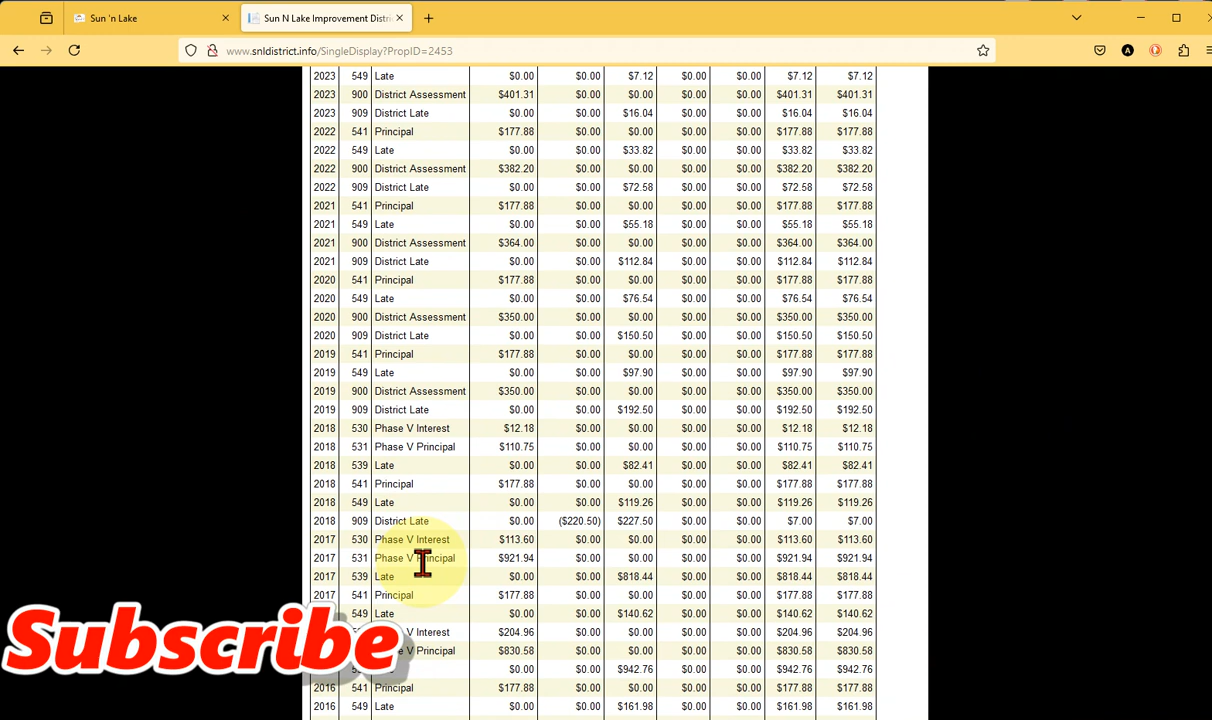 Sun 'n Lake
Sun N Lake Improvement Distri
www.snldistrict.info/SingleDisplay?PropID=2453
2023 549 Late $0.00 $0.00 $7.12 $0.00 $0.00 $7.12 $7.12
2023 900 District Assessment $401.31 $0.00 $0.00 $0.00 $0.00 $401.31 $401.31
2023 909 District Late $0.00 $0.00 $16.04 $0.00 $0.00 $16.04 $16.04
2022 541 Principal $177.88 $0.00 $0.00 $0.00 $0.00 $177.88 $177.88
2022 549 Late $0.00 $0.00 $33.82 $0.00 $0.00 $33.82 $33.82
2022 900 District Assessment $382.20 $0.00 $0.00 $0.00 $0.00 $382.20 $382.20
2022 909 District Late $0.00 $0.00 $72.58 $0.00 $0.00 $72.58 $72.58
2021 541 Principal $177.88 $0.00 $0.00 $0.00 $0.00 $177.88 $177.88
2021 549 Late $0.00 $0.00 $55.18 $0.00 $0.00 $55.18 $55.18
2021 900 District Assessment $364.00 $0.00 $0.00 $0.00 $0.00 $364.00 $364.00
2021 909 District Late $0.00 $0.00 $112.84 $0.00 $0.00 $112.84 $112.84
2020 541 Principal $177.88 $0.00 $0.00 $0.00 $0.00 $177.88 $177.88
2020 549 Late $0.00 $0.00 $76.54 $0.00 $0.00 $76.54 $76.54
2020 900 District Assessment $350.00 $0.00 $0.00 $0.00 $0.00 $350.00 $350.00
2020 909 District Late $0.00 $0.00 $150.50 $0.00 $0.00 $150.50 $150.50
2019 541 Principal $177.88 $0.00 $0.00 $0.00 $0.00 $177.88 $177.88
2019 549 Late $0.00 $0.00 $97.90 $0.00 $0.00 $97.90 $97.90
2019 900 District Assessment $350.00 $0.00 $0.00 $0.00 $0.00 $350.00 $350.00
2019 909 District Late $0.00 $0.00 $192.50 $0.00 $0.00 $192.50 $192.50
2018 530 Phase V Interest $12.18 $0.00 $0.00 $0.00 $0.00 $12.18 $12.18
2018 531 Phase V Principal $110.75 $0.00 $0.00 $0.00 $0.00 $110.75 $110.75
2018 539 Late $0.00 $0.00 $82.41 $0.00 $0.00 $82.41 $82.41
2018 541 Principal $177.88 $0.00 $0.00 $0.00 $0.00 $177.88 $177.88
2018 549 Late $0.00 $0.00 $119.26 $0.00 $0.00 $119.26 $119.26
2018 909 District Late $0.00 ($220.50) $227.50 $0.00 $0.00 $7.00 $7.00
2017 530 Phase V Interest $113.60 $0.00 $0.00 $0.00 $0.00 $113.60 $113.60
2017 531 Phase V Principal $921.94 $0.00 $0.00 $0.00 $0.00 $921.94 $921.94
2017 539 Late $0.00 $0.00 $818.44 $0.00 $0.00 $818.44 $818.44
2017 541 Principal $177.88 $0.00 $0.00 $0.00 $0.00 $177.88 $177.88
549 Late $0.00 $0.00 $140.62 $0.00 $0.00 $140.62 $140.62
V Interest $204.96 $0.00 $0.00 $0.00 $0.00 $204.96 $204.96
V Principal $830.58 $0.00 $0.00 $0.00 $0.00 $830.58 $830.58
$0.00 $0.00 $942.76 $0.00 $0.00 $942.76 $942.76
2016 541 Principal $177.88 $0.00 $0.00 $0.00 $0.00 $177.88 $177.88
2016 549 Late $0.00 $0.00 $161.98 $0.00 $0.00 $161.98 $161.98
Subscribe